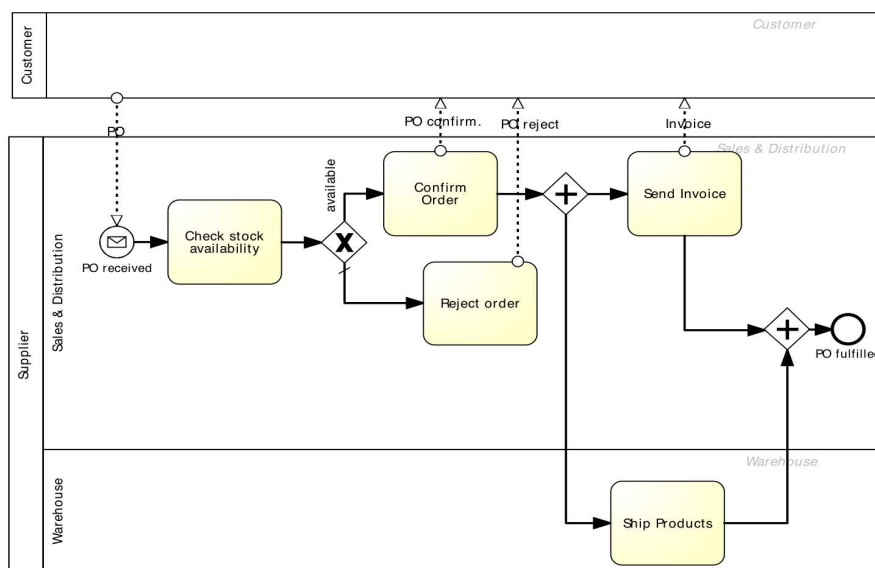 Customer
Customer
PO
PO confirm.
PO reject
Invoice
Supplier
Sales & Distribution
Sales & Distribution
PO received
Check stock
availability
available
Confirm
Order
Reject order
Send Invoice
PO fulfilled
Warehouse
Warehouse
Ship Products